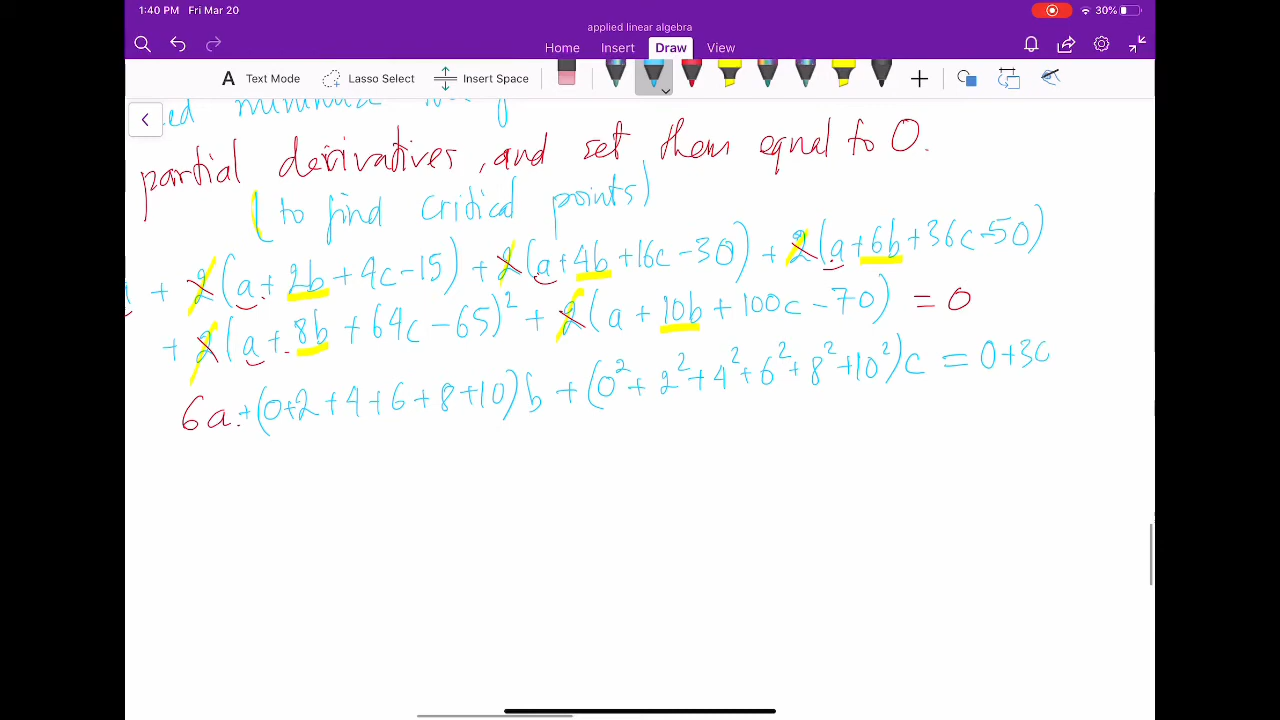 1:40 PM Fri Mar 20
30%
applied linear algebra
Home Insert Draw View
A Text Mode Lasso Select Insert Space
minimize
partial derivatives, and set them equal to 0.
(to find critical points)
+ 2(a+2b+4c-15) + 2(a+4b+16c-30) + 2(a+6b+36c-50)
+ 2(a+8b+64c-65)² + 2(a+10b+100c-70) = 0
6a+(0+2+4+6+8+10)b+(0²+2²+4²+6²+8²+10²)c = 0+30